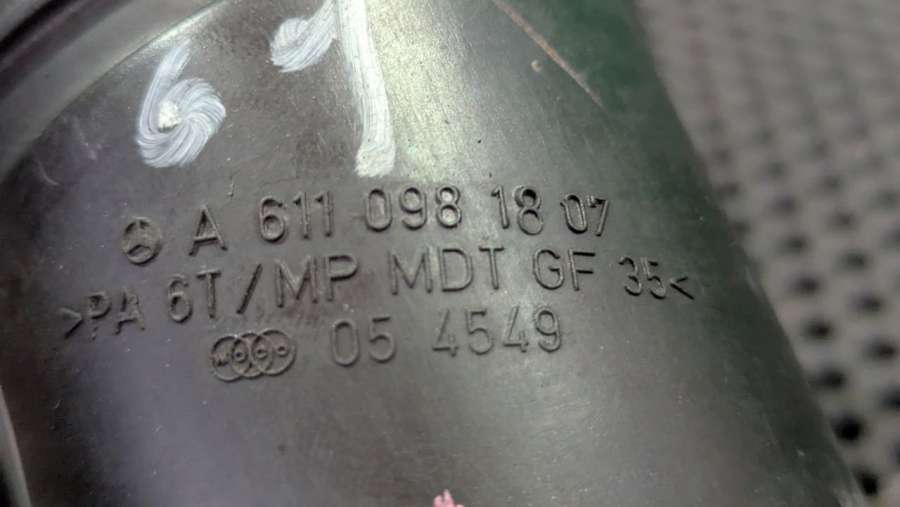 61
A 611 098 18 07
>PA 6T/MP MDT GF 35<
05 4549